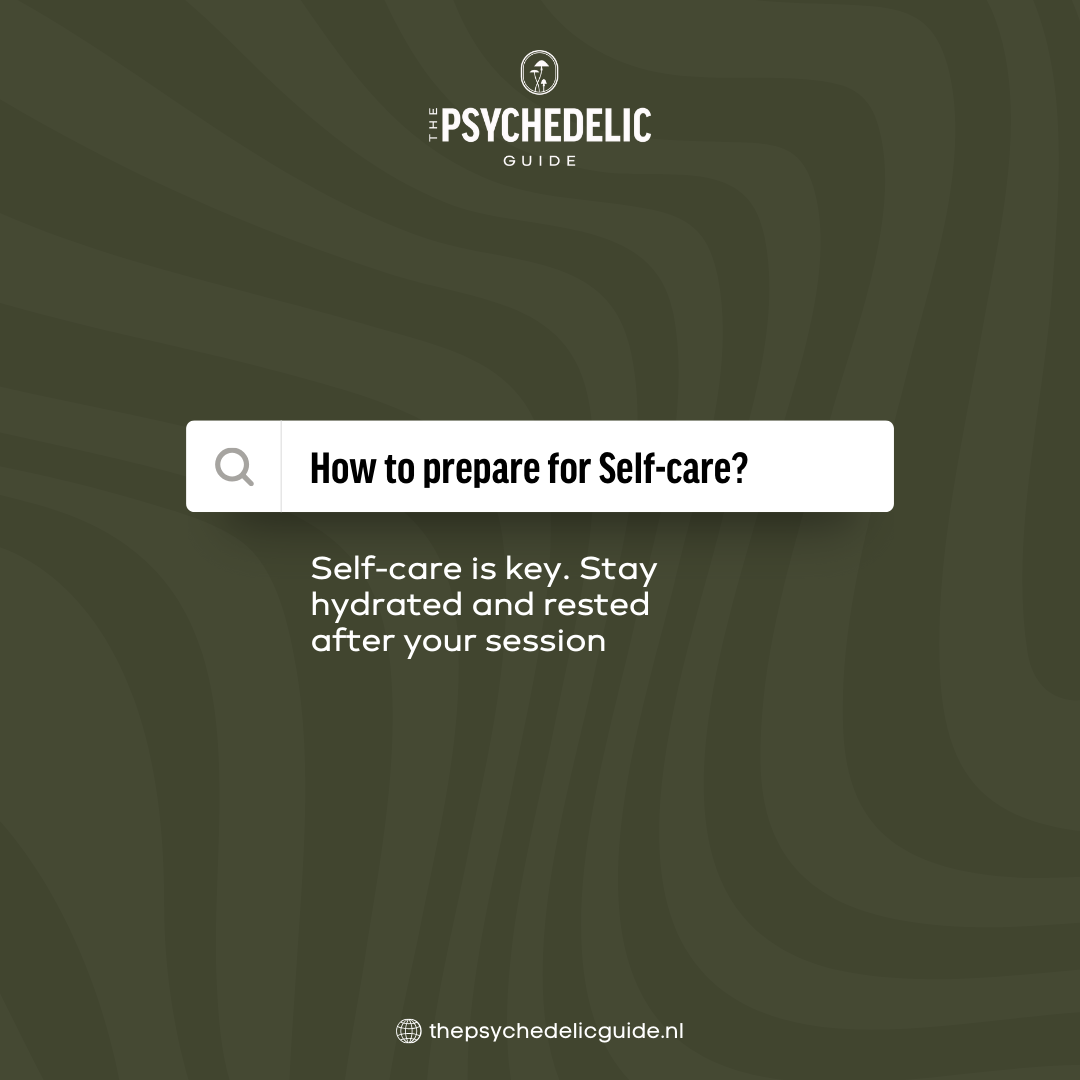 THE PSYCHEDELIC
GUIDE
How to prepare for Self-care?
Self-care is key. Stay
hydrated and rested
after your session
thepsychedelicguide.nl